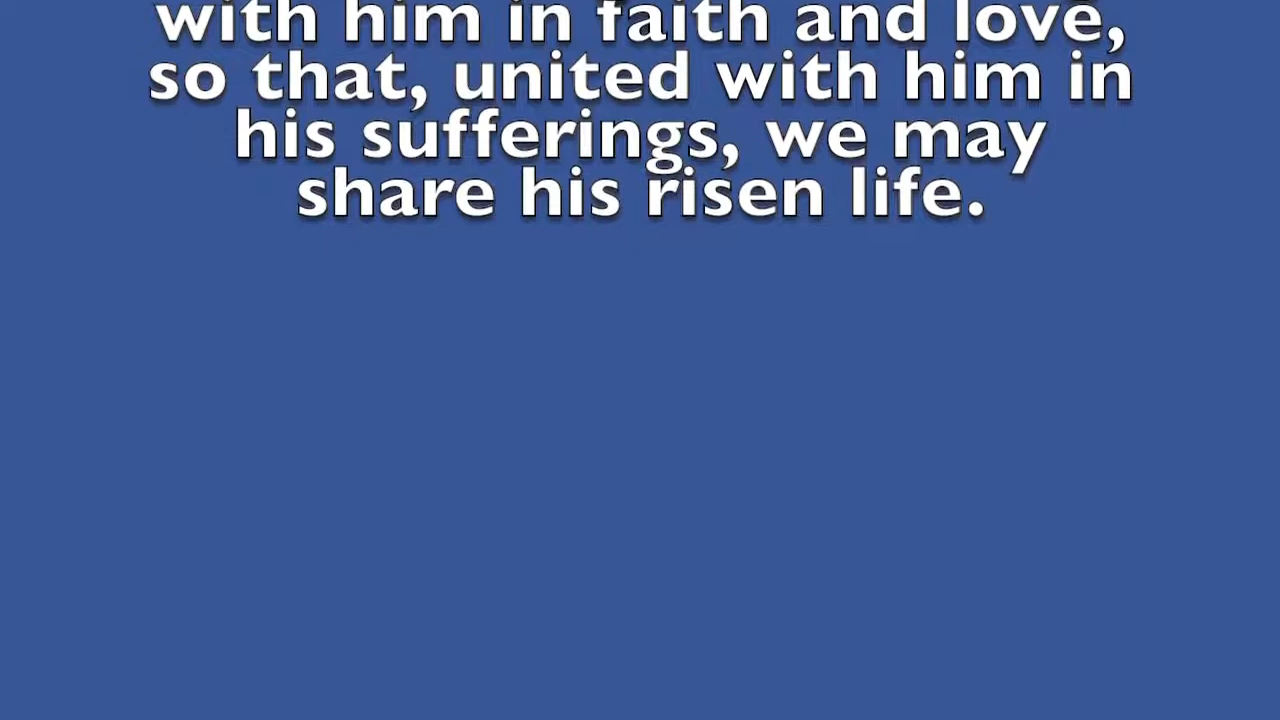 with him in faith and love,
so that, united with him in
his sufferings, we may
share his risen life.